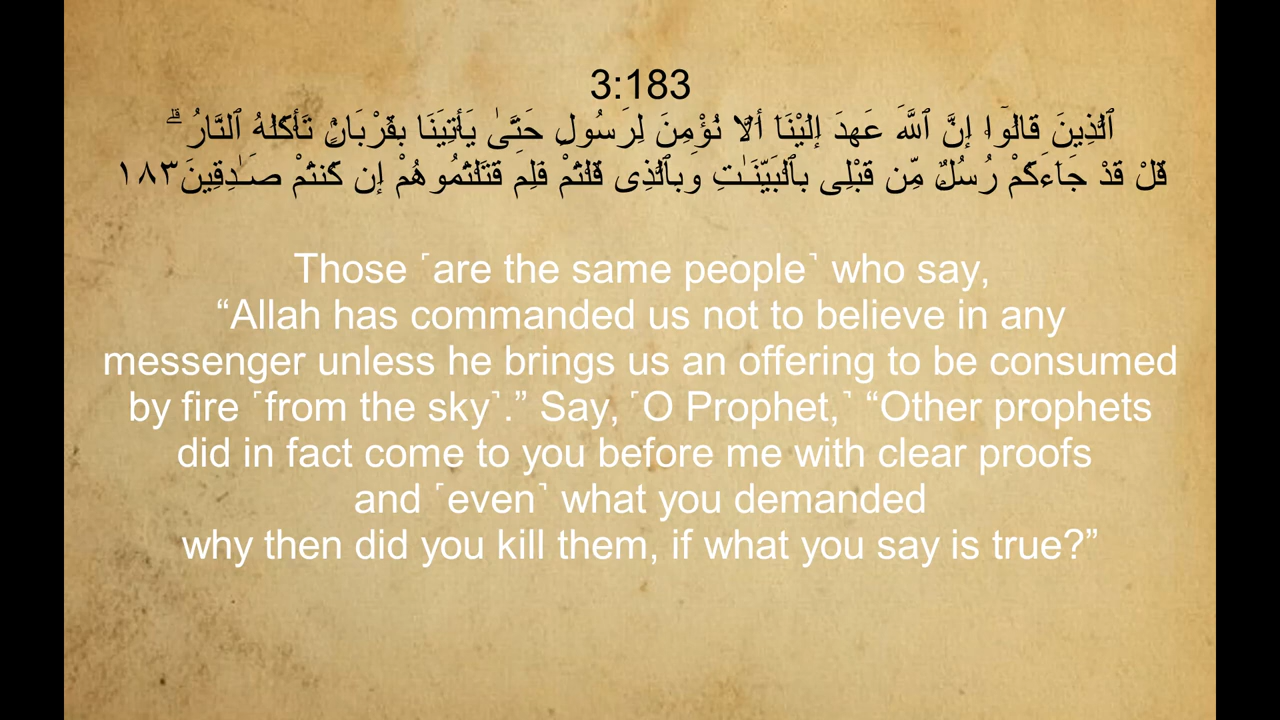 3:183
ٱلَّذِينَ قَالُوٓا۟ إِنَّ ٱللَّهَ عَهِدَ إِلَيْنَآ أَلَّا نُؤْمِنَ لِرَسُولٍ حَتَّىٰ يَأْتِيَنَا بِقُرْبَانٍۢ تَأْكُلُهُ ٱلنَّارُ ۗ
قُلْ قَدْ جَآءَكُمْ رُسُلٌۭ مِّن قَبْلِى بِٱلْبَيِّنَـٰتِ وَبِٱلَّذِى قُلْتُمْ فَلِمَ قَتَلْتُمُوهُمْ إِن كُنتُمْ صَـٰدِقِينَ١٨٣
Those ˹are the same people˺ who say,
“Allah has commanded us not to believe in any
messenger unless he brings us an offering to be consumed
by fire ˹from the sky˺.” Say, ˹O Prophet,˺ “Other prophets
did in fact come to you before me with clear proofs
and ˹even˺ what you demanded
why then did you kill them, if what you say is true?”